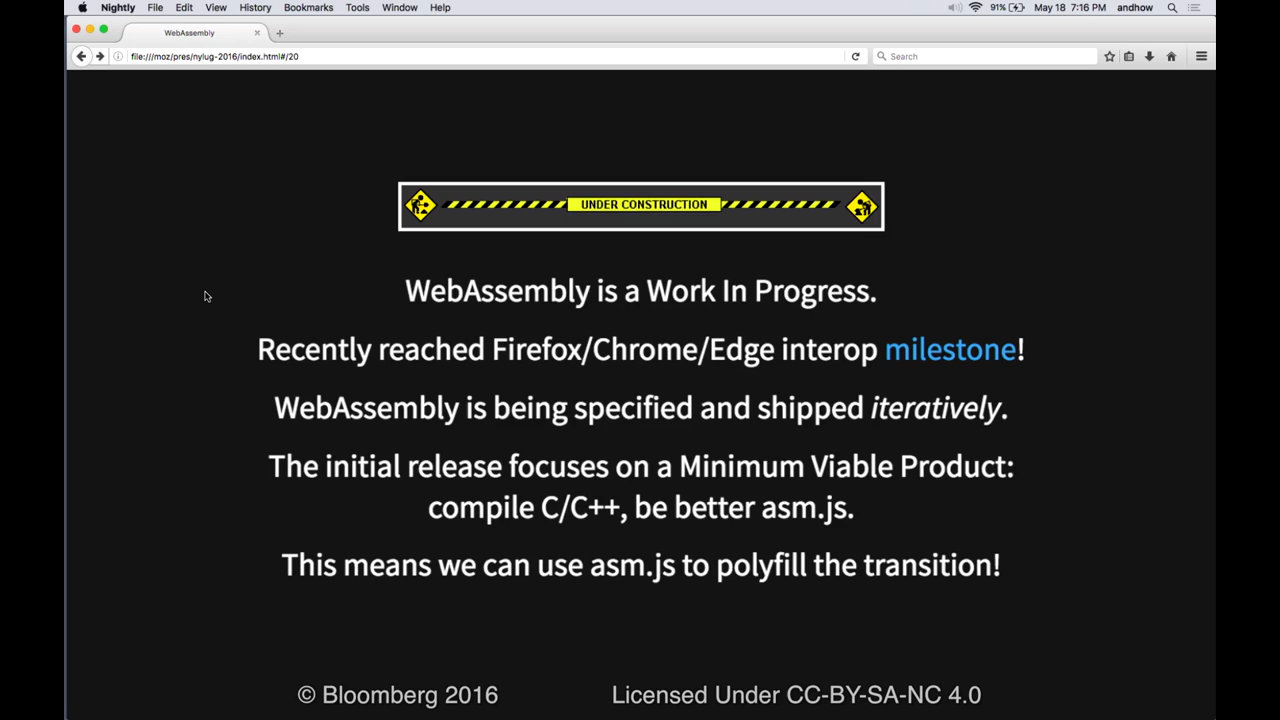 Nightly File Edit View History Bookmarks Tools Window Help 91% May 18 7:16 PM andhow
WebAssembly
file:///moz/pres/nylug-2016/index.html#/20 Search
UNDER CONSTRUCTION
WebAssembly is a Work In Progress.
Recently reached Firefox/Chrome/Edge interop milestone!
WebAssembly is being specified and shipped iteratively.
The initial release focuses on a Minimum Viable Product:
compile C/C++, be better asm.js.
This means we can use asm.js to polyfill the transition!
© Bloomberg 2016 Licensed Under CC-BY-SA-NC 4.0